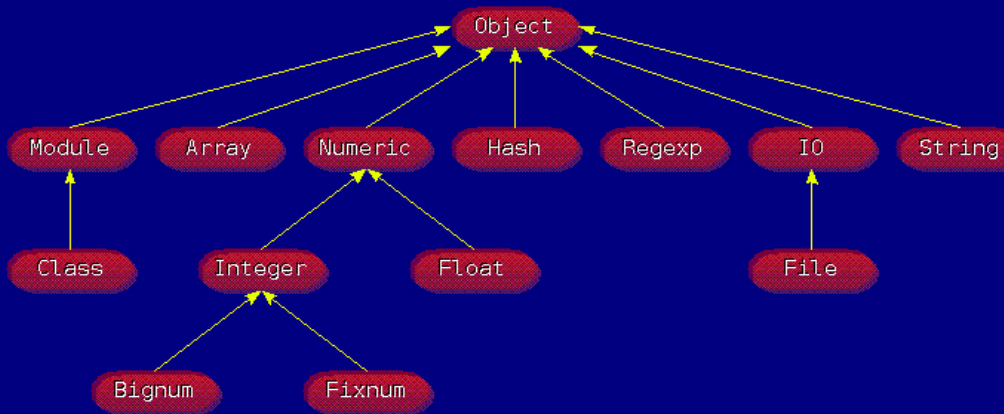 Object
Module Array Numeric Hash Regexp IO String
Class Integer Float File
Bignum Fixnum